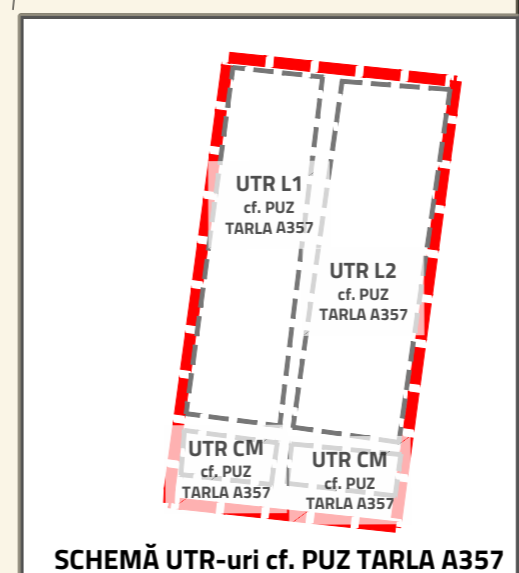 UTR L1
cf. PUZ
TARLA A357
UTR L2
cf. PUZ
TARLA A357
UTR CM
cf. PUZ
TARLA A357
UTR CM
cf. PUZ
TARLA A357
SCHEMĂ UTR-uri cf. PUZ TARLA A357